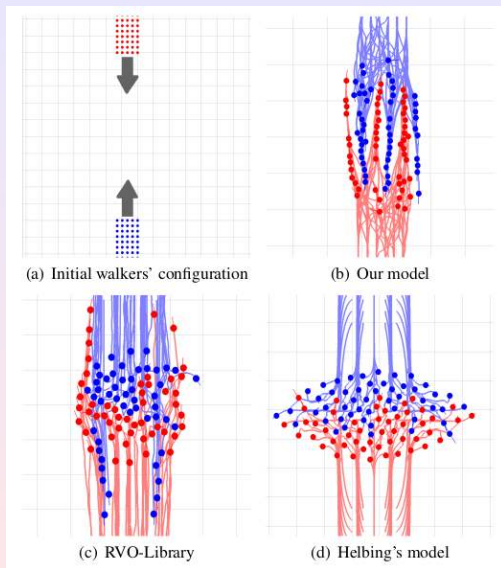 (a) Initial walkers' configuration
(b) Our model
(c) RVO-Library
(d) Helbing's model